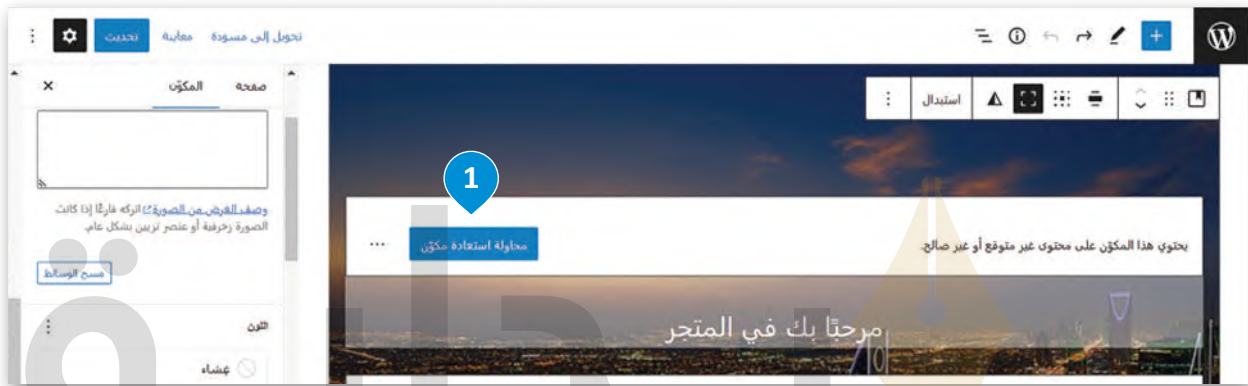 تحويل إلى مسودة معاينة تحديث
استبدال
صفحة المكوّن
1
يحتوي هذا المكوّن على محتوى غير متوقع أو غير صالح.
محاولة استعادة مكوّن
مرحبًا بك في المتجر
وصف الغرض من الصورة اتركه فارغًا إذا كانت
الصورة زخرفية أو عنصر تزيين بشكل عام.
مسح الوسائط
اللون
غشاء